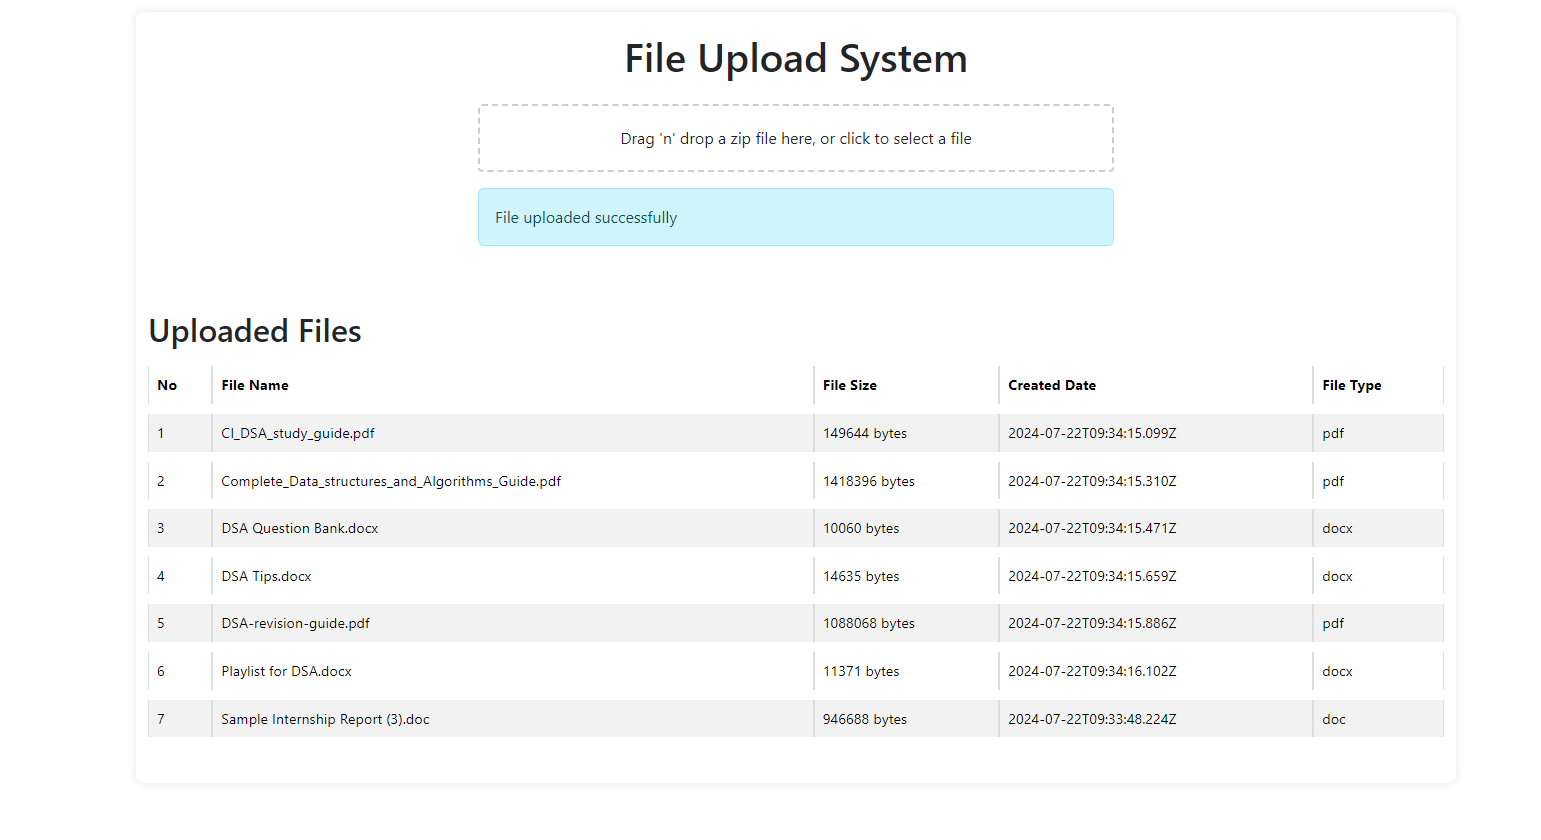 File Upload System
Drag 'n' drop a zip file here, or click to select a file
File uploaded successfully
Uploaded Files
No File Name File Size Created Date File Type
1 CI_DSA_study_guide.pdf 149644 bytes 2024-07-22T09:34:15.099Z pdf
2 Complete_Data_structures_and_Algorithms_Guide.pdf 1418396 bytes 2024-07-22T09:34:15.310Z pdf
3 DSA Question Bank.docx 10060 bytes 2024-07-22T09:34:15.471Z docx
4 DSA Tips.docx 14635 bytes 2024-07-22T09:34:15.659Z docx
5 DSA-revision-guide.pdf 1088068 bytes 2024-07-22T09:34:15.886Z pdf
6 Playlist for DSA.docx 11371 bytes 2024-07-22T09:34:16.102Z docx
7 Sample Internship Report (3).doc 946688 bytes 2024-07-22T09:33:48.224Z doc